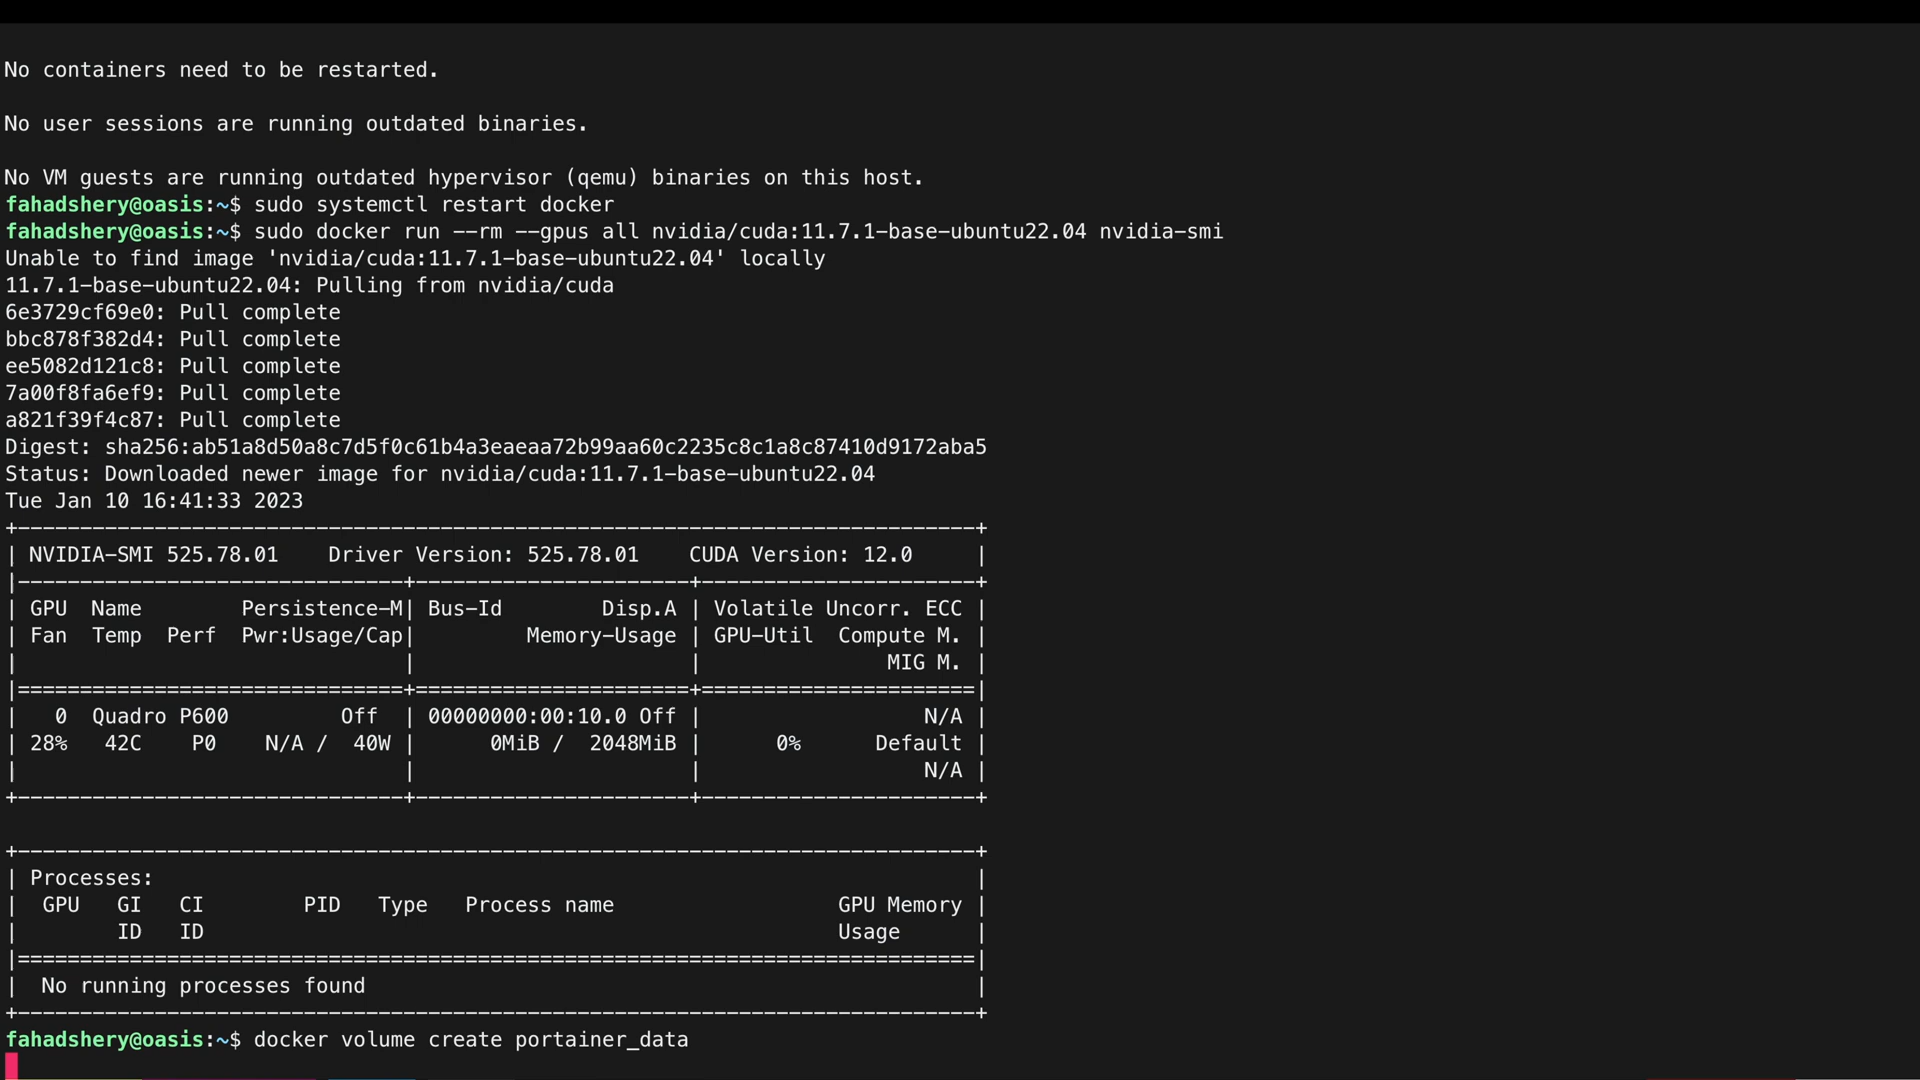 No containers need to be restarted.
No user sessions are running outdated binaries.
No VM guests are running outdated hypervisor (qemu) binaries on this host.
fahadshery@oasis:~$ sudo systemctl restart docker
fahadshery@oasis:~$ sudo docker run --rm --gpus all nvidia/cuda:11.7.1-base-ubuntu22.04 nvidia-smi
Unable to find image 'nvidia/cuda:11.7.1-base-ubuntu22.04' locally
11.7.1-base-ubuntu22.04: Pulling from nvidia/cuda
6e3729cf69e0: Pull complete
bbc878f382d4: Pull complete
ee5082d121c8: Pull complete
7a00f8fa6ef9: Pull complete
a821f39f4c87: Pull complete
Digest: sha256:ab51a8d50a8c7d5f0c61b4a3eaeaa72b99aa60c2235c8c1a8c87410d9172aba5
Status: Downloaded newer image for nvidia/cuda:11.7.1-base-ubuntu22.04
Tue Jan 10 16:41:33 2023
+-----------------------------------------------------------------------------+
| NVIDIA-SMI 525.78.01    Driver Version: 525.78.01    CUDA Version: 12.0     |
|-------------------------------+----------------------+----------------------+
| GPU  Name        Persistence-M| Bus-Id        Disp.A | Volatile Uncorr. ECC |
| Fan  Temp  Perf  Pwr:Usage/Cap|         Memory-Usage | GPU-Util  Compute M. |
|                               |                      |               MIG M. |
|===============================+======================+======================|
|   0  Quadro P600         Off  | 00000000:00:10.0 Off |                  N/A |
| 28%   42C    P0    N/A /  40W |      0MiB /  2048MiB |      0%      Default |
|                               |                      |                  N/A |
+-------------------------------+----------------------+----------------------+
+-----------------------------------------------------------------------------+
| Processes:                                                                  |
|  GPU   GI   CI        PID   Type   Process name                  GPU Memory |
|        ID   ID                                                   Usage      |
|=============================================================================|
|  No running processes found                                                 |
+-----------------------------------------------------------------------------+
fahadshery@oasis:~$ docker volume create portainer_data